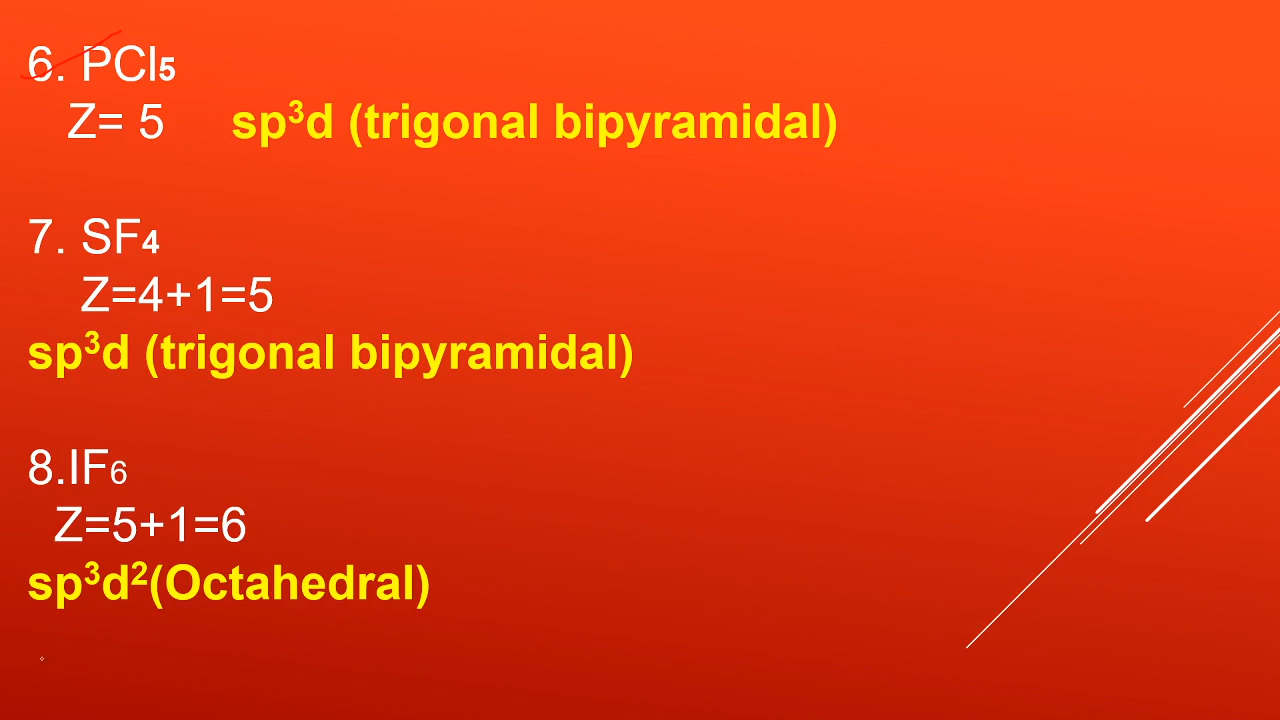 6. PCl₅
Z= 5 sp³d (trigonal bipyramidal)
7. SF₄
Z=4+1=5
sp³d (trigonal bipyramidal)
8.IF₆
Z=5+1=6
sp³d²(Octahedral)